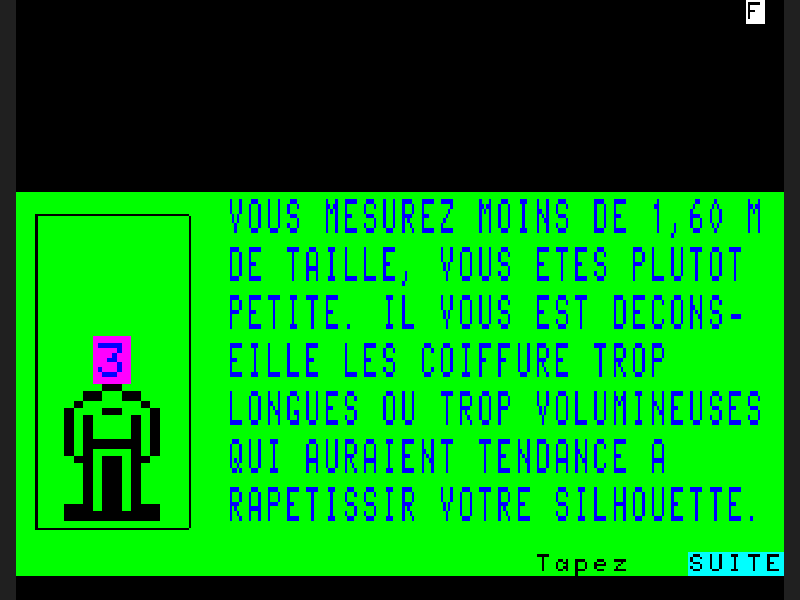 F
VOUS MESUREZ MOINS DE 1,60 M
DE TAILLE, VOUS ETES PLUTOT
PETITE. IL VOUS EST DECONS-
EILLE LES COIFFURE TROP
LONGUES OU TROP VOLUMINEUSES
QUI AURAIENT TENDANCE A
RAPETISSIR VOTRE SILHOUETTE.
3
Tapez SUITE